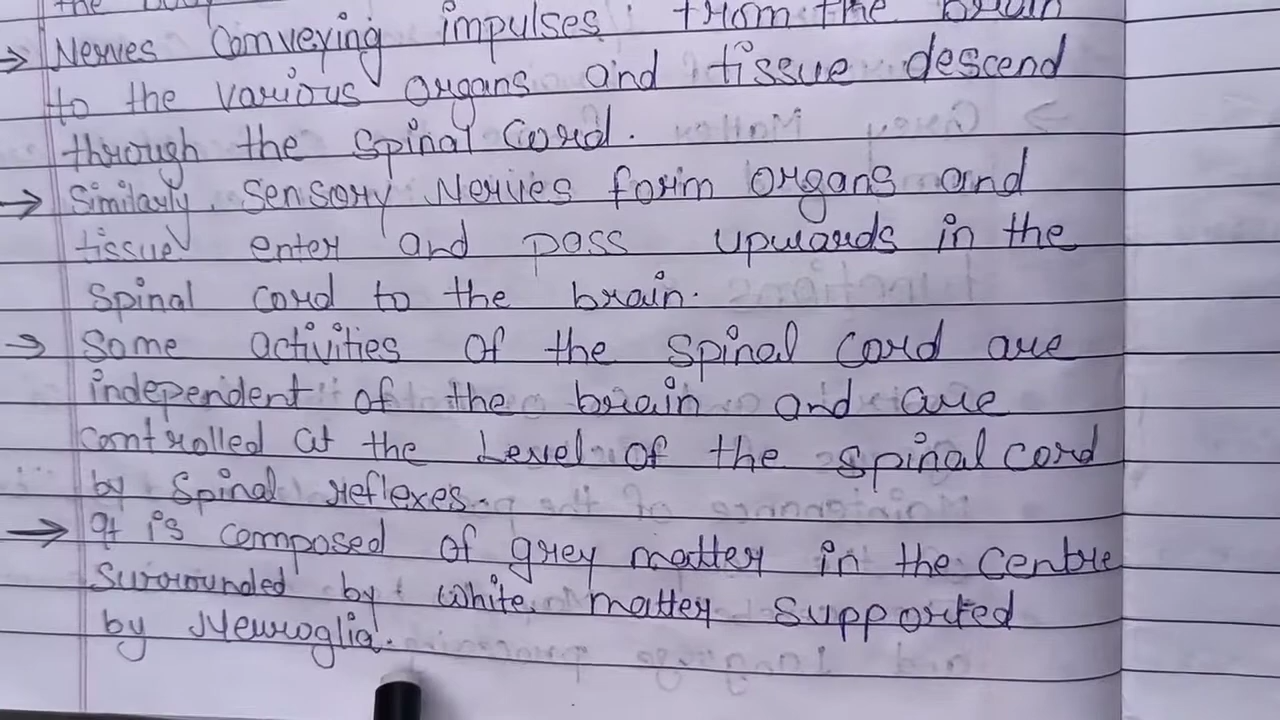 the
→ Nerves Conveying impulses from the brain
to the various organs and tissue descend
through the spinal cord.
→ Similarly, sensory Nerves form organs and
tissue enter and pass upwards in the
spinal cord to the brain.
→ Some activities of the spinal cord are
independent of the brain and are
controlled at the Level of the spinal cord
by spinal reflexes.
→ It is composed of grey matter in the centre
Surrounded by white matter supported
by Neuroglia.